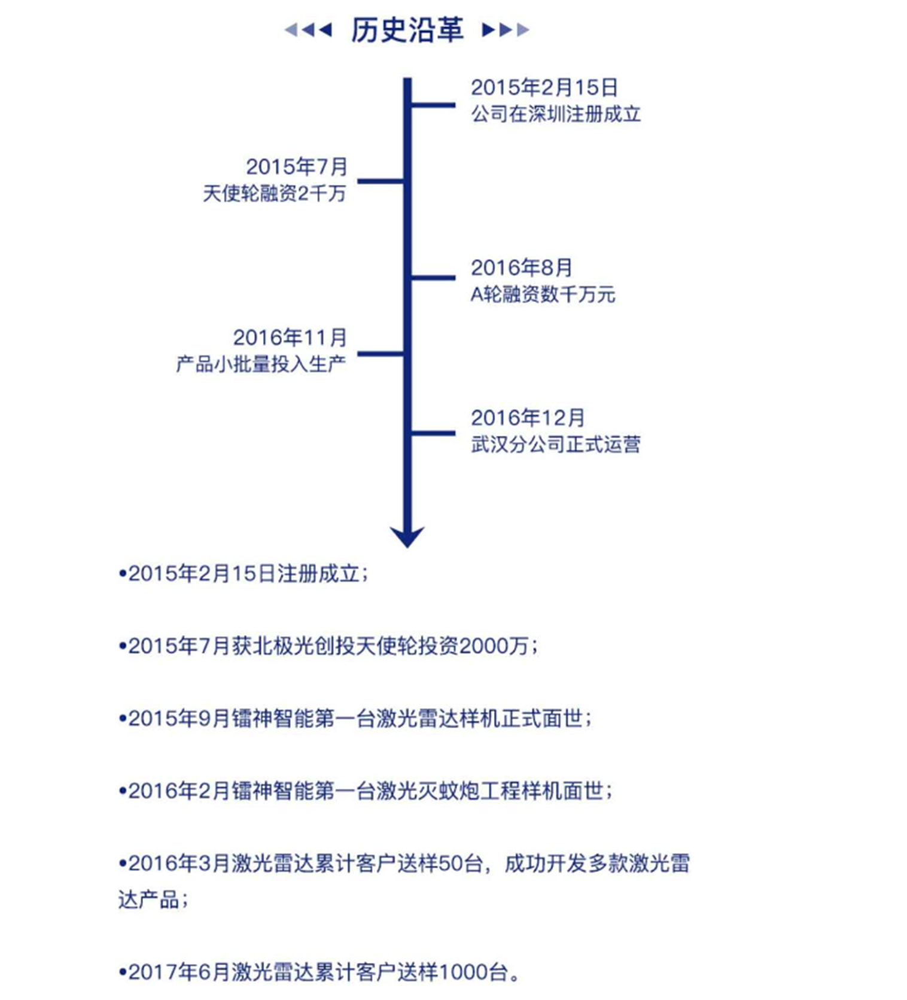 历史沿革
2015年2月15日
公司在深圳注册成立
2015年7月
天使轮融资2千万
2016年8月
A轮融资数千万元
2016年11月
产品小批量投入生产
2016年12月
武汉分公司正式运营
•2015年2月15日注册成立；
•2015年7月获北极光创投天使轮投资2000万；
•2015年9月镭神智能第一台激光雷达样机正式面世；
•2016年2月镭神智能第一台激光灭蚊炮工程样机面世；
•2016年3月激光雷达累计客户送样50台，成功开发多款激光雷
达产品；
•2017年6月激光雷达累计客户送样1000台。